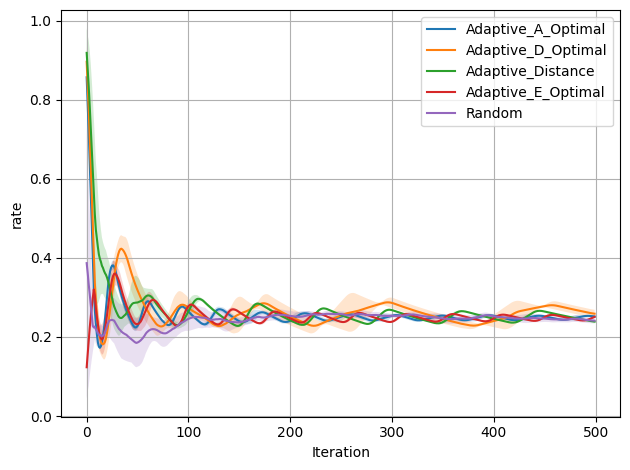 1.0
0.8
0.6
0.4
0.2
0.0
rate
0
100
200
300
400
500
Iteration
Adaptive_A_Optimal
Adaptive_D_Optimal
Adaptive_Distance
Adaptive_E_Optimal
Random